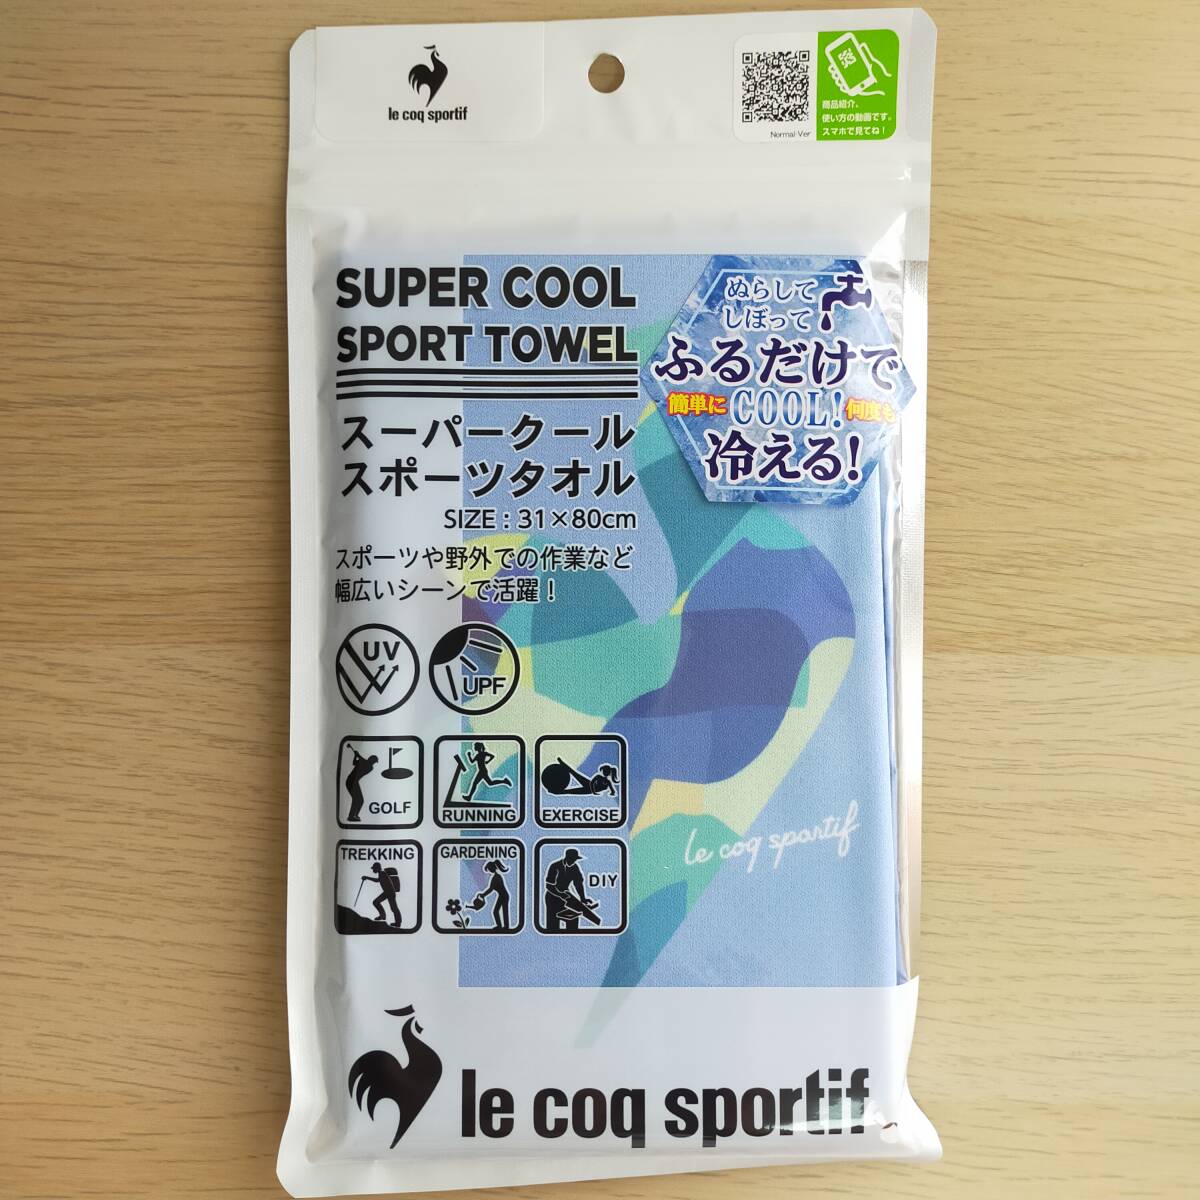 le coq sportif
Normal-Ver
商品紹介、
使い方の動画です。
スマホで見てね！
SUPER COOL
SPORT TOWEL
スーパークール
スポーツタオル
SIZE : 31×80cm
スポーツや野外での作業など
幅広いシーンで活躍！
ぬらして
しぼって
ふるだけで
簡単に COOL! 何度も
冷える!
UV
UPF
GOLF
RUNNING
EXERCISE
TREKKING
GARDENING
DIY
le coq sportif
le coq sportif